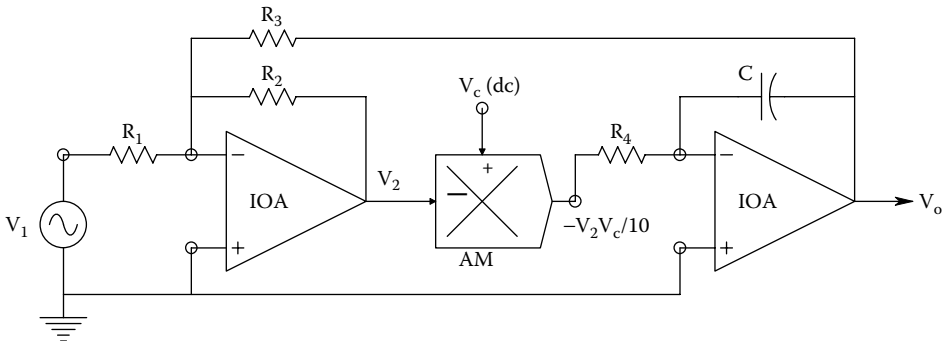 R3
R2
C
Vc (dc)
R1
R4
−
+
−
V2
IOA
−
IOA
Vo
V1
−V2Vc/10
+
+
AM